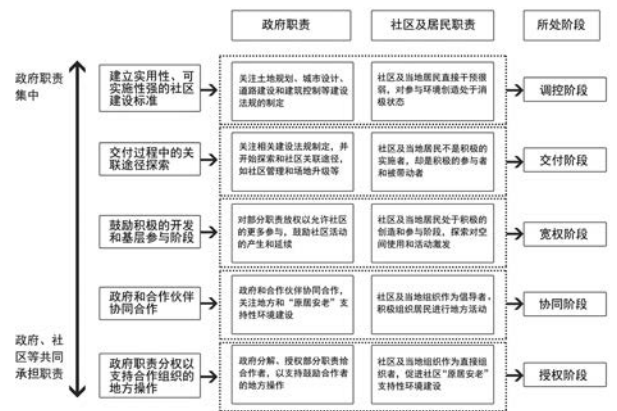 政府职责
社区及居民职责
所处阶段
政府职责
集中
建立实用性、可
实施性强的社区
建设标准
关注土地规划、城市设计、
道路建设和建筑控制等建设
法规的制定
社区及当地居民直接干预很
弱，对参与环境创造处于消
极状态
调控阶段
交付过程中的关
联途径探索
关注相关建设法规制定，并
开始探索和社区关联途径，
如社区管理和场地升级等
社区及当地居民不是积极的
实施者，却是积极的参与者
和被带动者
交付阶段
鼓励积极的开发
和基层参与阶段
对部分职责放权以允许社区
的更多参与，鼓励社区活动
的产生和延续
社区及当地居民处于积极的
创造和参与阶段，探索对空
间使用和活动激发
宽权阶段
政府和合作伙伴
协同合作
政府和合作伙伴协同合作，
关注地方和“原居安老”支
持性环境建设
社区及当地组织作为倡导者，
积极组织居民进行地方活动
协同阶段
政府、社
区等共同
承担职责
政府职责分权以
支持合作组织的
地方操作
政府分解、授权部分职责给
合作者，以支持鼓励合作者
的地方操作
社区及当地组织作为直接组
织者，促进社区“原居安老”
支持性环境建设
授权阶段